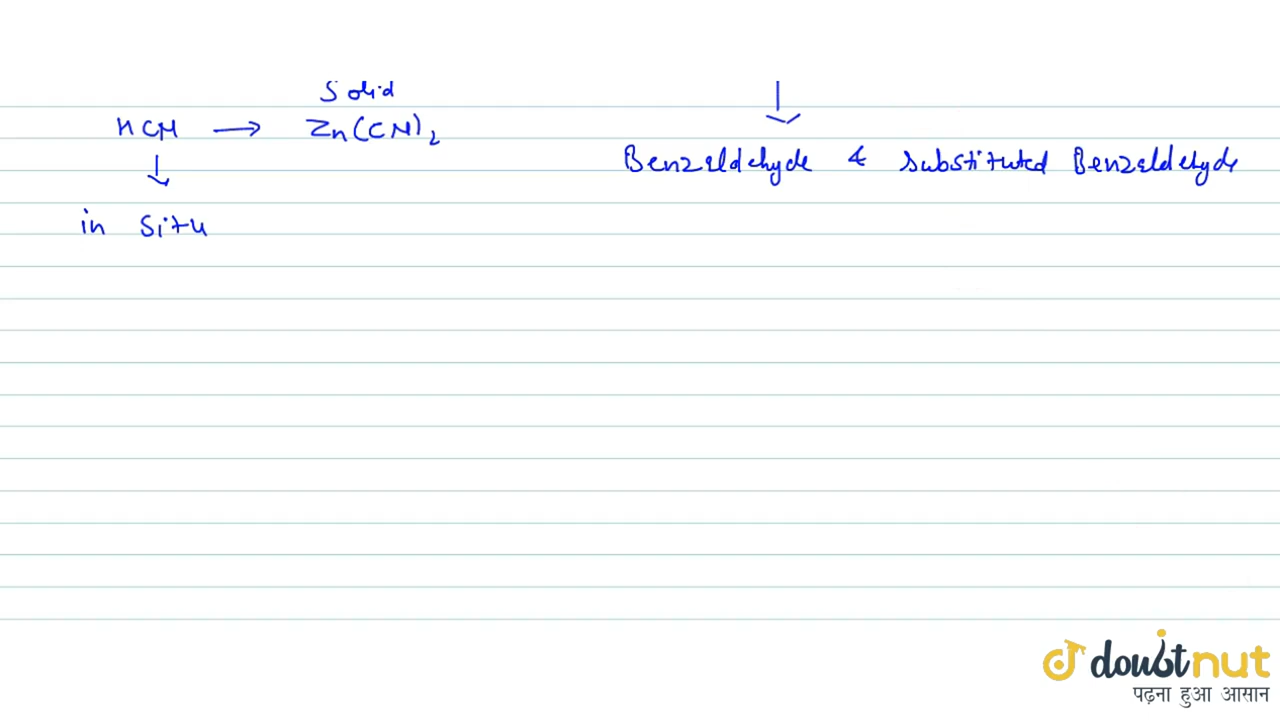 Solid
HCN → Zn(CN)₂
↓
in situ
↓
Benzaldehyde & Substituted Benzaldehyde
doubtnut
पढ़ना हुआ आसान